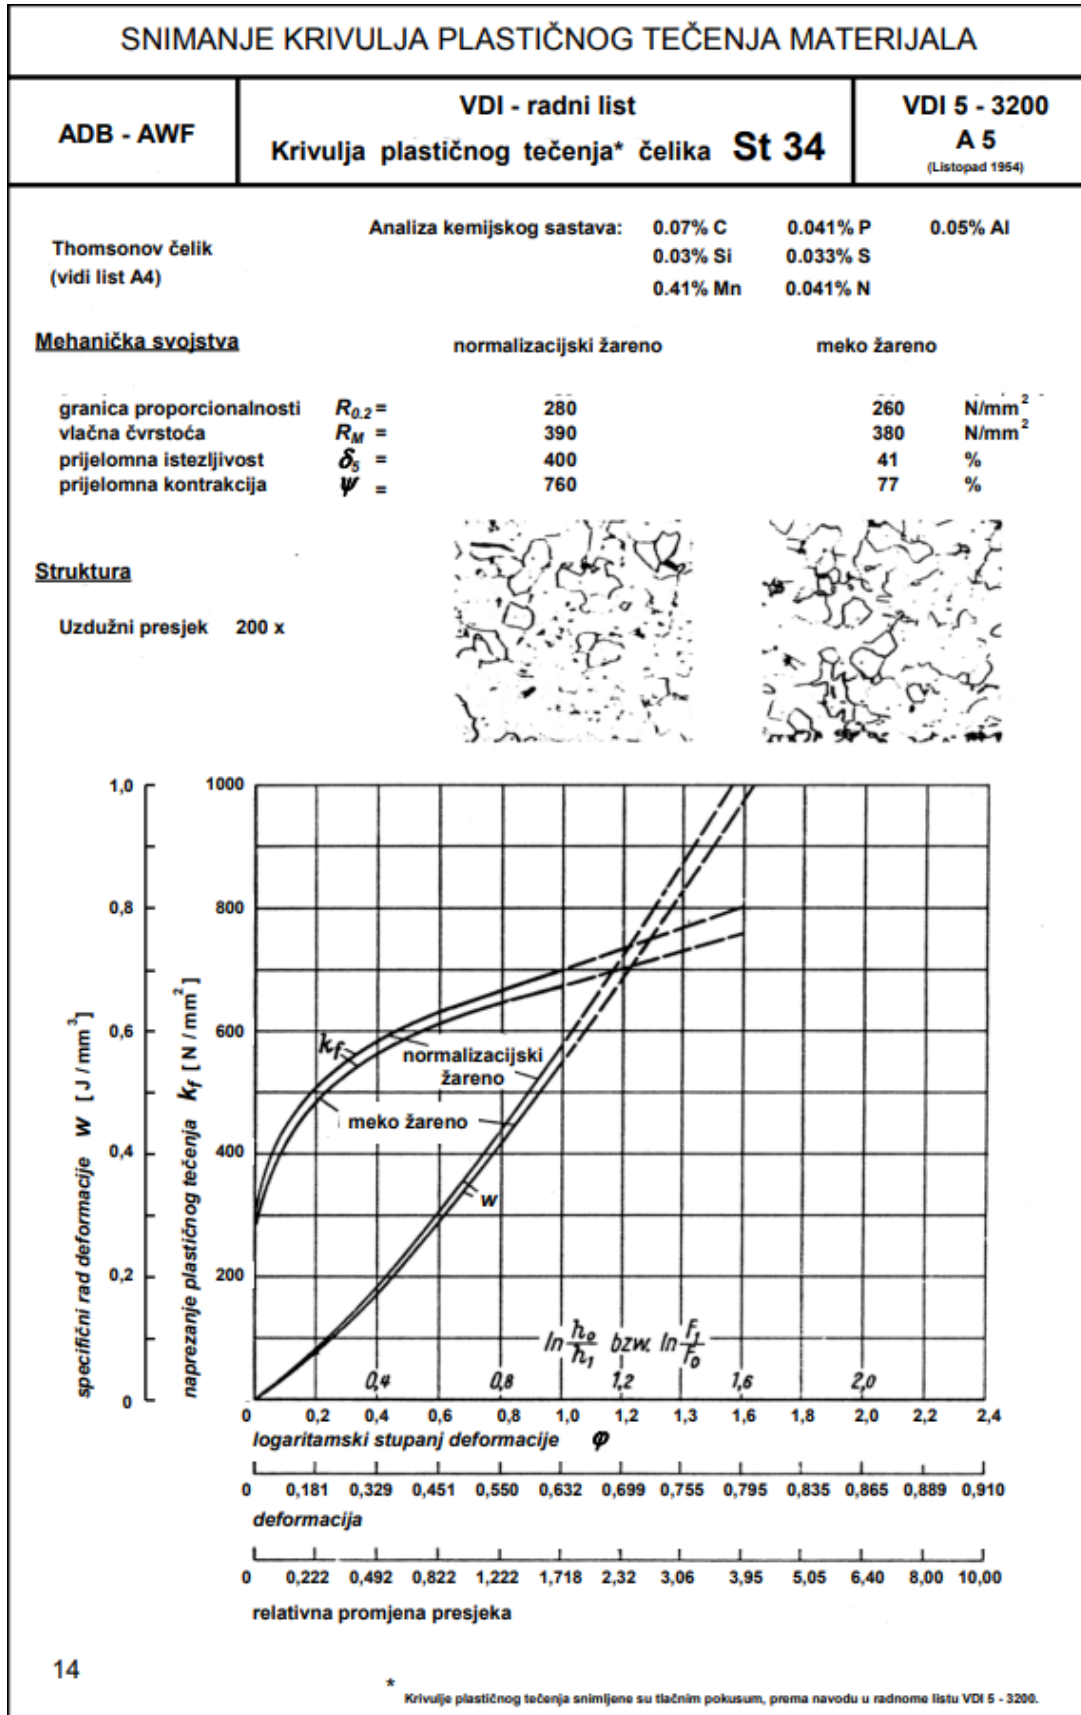 SNIMANJE KRIVULJA PLASTIČNOG TEČENJA MATERIJALA
ADB - AWF
VDI - radni list
Krivulja plastičnog tečenja* čelika St 34
VDI 5 - 3200
A 5
(Listopad 1954)
Thomsonov čelik
(vidi list A4)
Analiza kemijskog sastava: 0.07% C 0.041% P 0.05% Al
0.03% Si 0.033% S
0.41% Mn 0.041% N
Mehanička svojstva normalizacijski žareno meko žareno
granica proporcionalnosti R0.2 = 280 260 N/mm²
vlačna čvrstoća RM = 390 380 N/mm²
prijelomna istezljivost δ5 = 400 41 %
prijelomna kontrakcija ψ = 760 77 %
Struktura
Uzdužni presjek 200 x
specifični rad deformacije w [ J / mm³]
1,0
0,8
0,6
0,4
0,2
0
naprezanje plastičnog tečenja kf [ N / mm²]
1000
800
600
400
200
kf
normalizacijski
žareno
meko žareno
w
ln h0/h1 bzw. ln F1/F0
0,4 0,8 1,2 1,6 2,0
0 0,2 0,4 0,6 0,8 1,0 1,2 1,3 1,6 1,8 2,0 2,2 2,4
logaritamski stupanj deformacije φ
0 0,181 0,329 0,451 0,550 0,632 0,699 0,755 0,795 0,835 0,865 0,889 0,910
deformacija
0 0,222 0,492 0,822 1,222 1,718 2,32 3,06 3,95 5,05 6,40 8,00 10,00
relativna promjena presjeka
14
* Krivulje plastičnog tečenja snimljene su tlačnim pokusum, prema navodu u radnome listu VDI 5 - 3200.